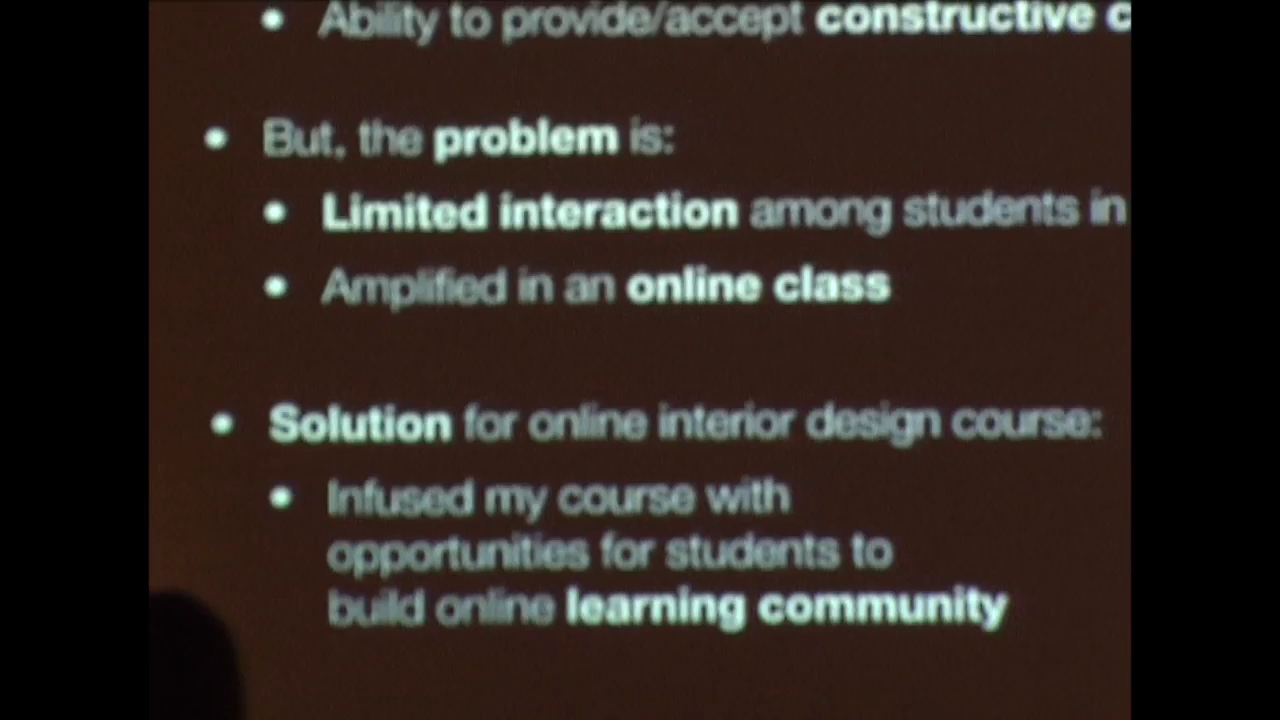 • Ability to provide/accept constructive c
• But, the problem is:
• Limited interaction among students in
• Amplified in an online class
• Solution for online interior design course:
• Infused my course with
opportunities for students to
build online learning community